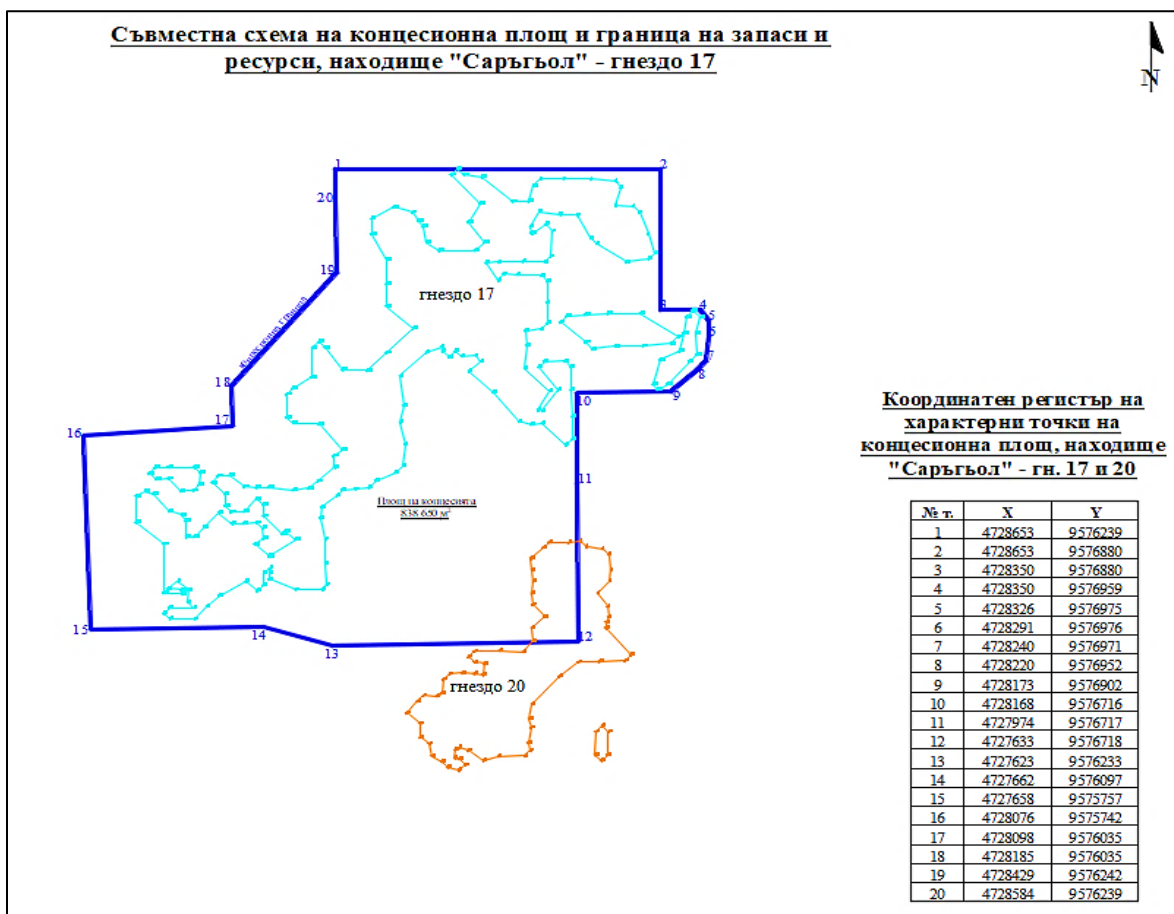 Съвместна схема на концесионна площ и граница на запаси и
ресурси, находище "Саръгьол" - гнездо 17
N
1
2
20
19
гнездо 17
3
4
5
6
7
8
9
18
10
17
16
11
Площ на концесията
838 650 м²
12
15
14
13
гнездо 20
Координатен регистър на
характерни точки на
концесионна площ, находище
"Саръгьол" - гн. 17 и 20
№ т. X Y
1 4728653 9576239
2 4728653 9576880
3 4728350 9576880
4 4728350 9576959
5 4728326 9576975
6 4728291 9576976
7 4728240 9576971
8 4728220 9576952
9 4728173 9576902
10 4728168 9576716
11 4727974 9576717
12 4727633 9576718
13 4727623 9576233
14 4727662 9576097
15 4727658 9575757
16 4728076 9575742
17 4728098 9576035
18 4728185 9576035
19 4728429 9576242
20 4728584 9576239